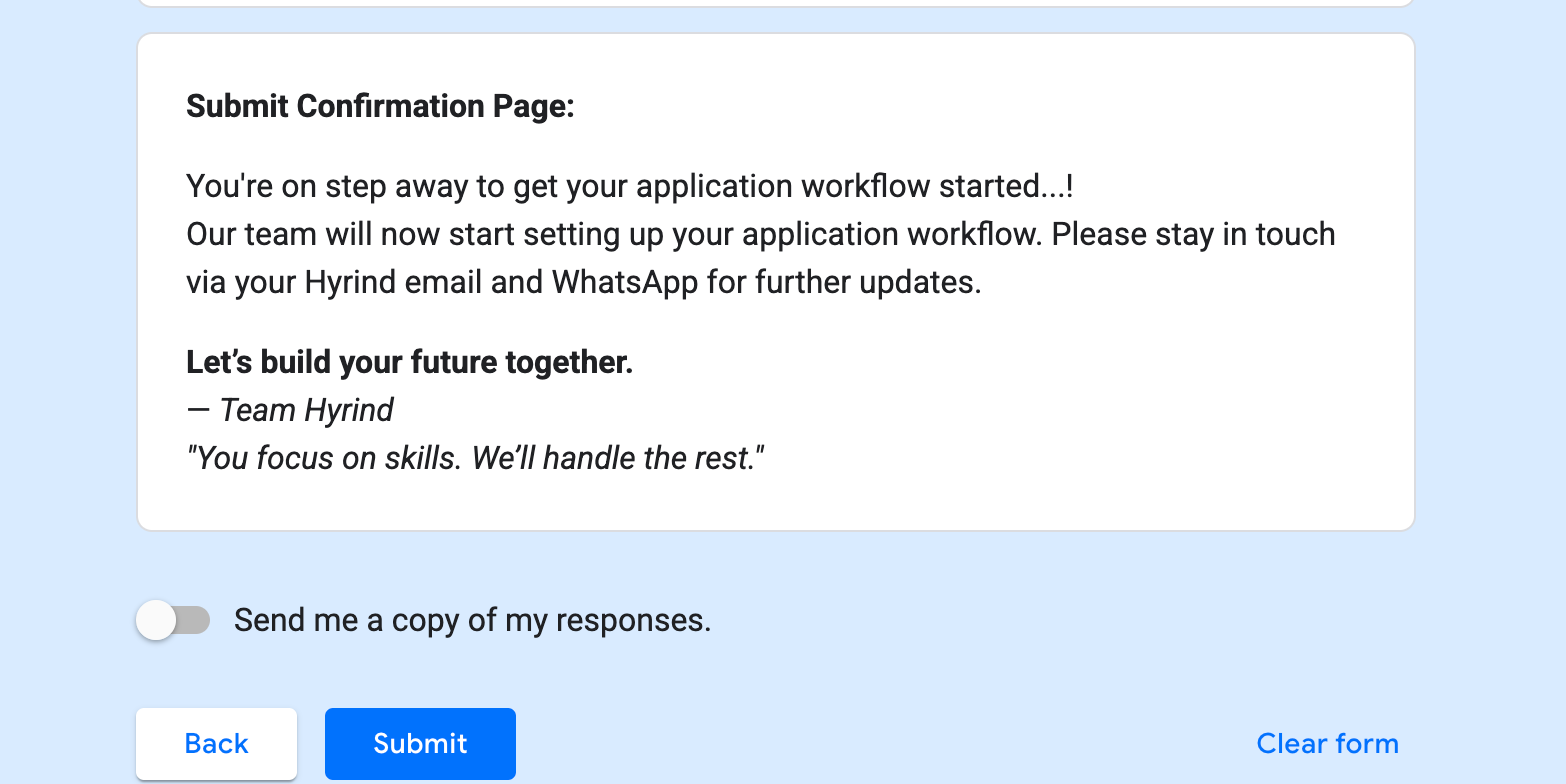 Submit Confirmation Page:
You're on step away to get your application workflow started...!
Our team will now start setting up your application workflow. Please stay in touch
via your Hyrind email and WhatsApp for further updates.
Let’s build your future together.
— Team Hyrind
"You focus on skills. We’ll handle the rest."
Send me a copy of my responses.
Back
Submit
Clear form